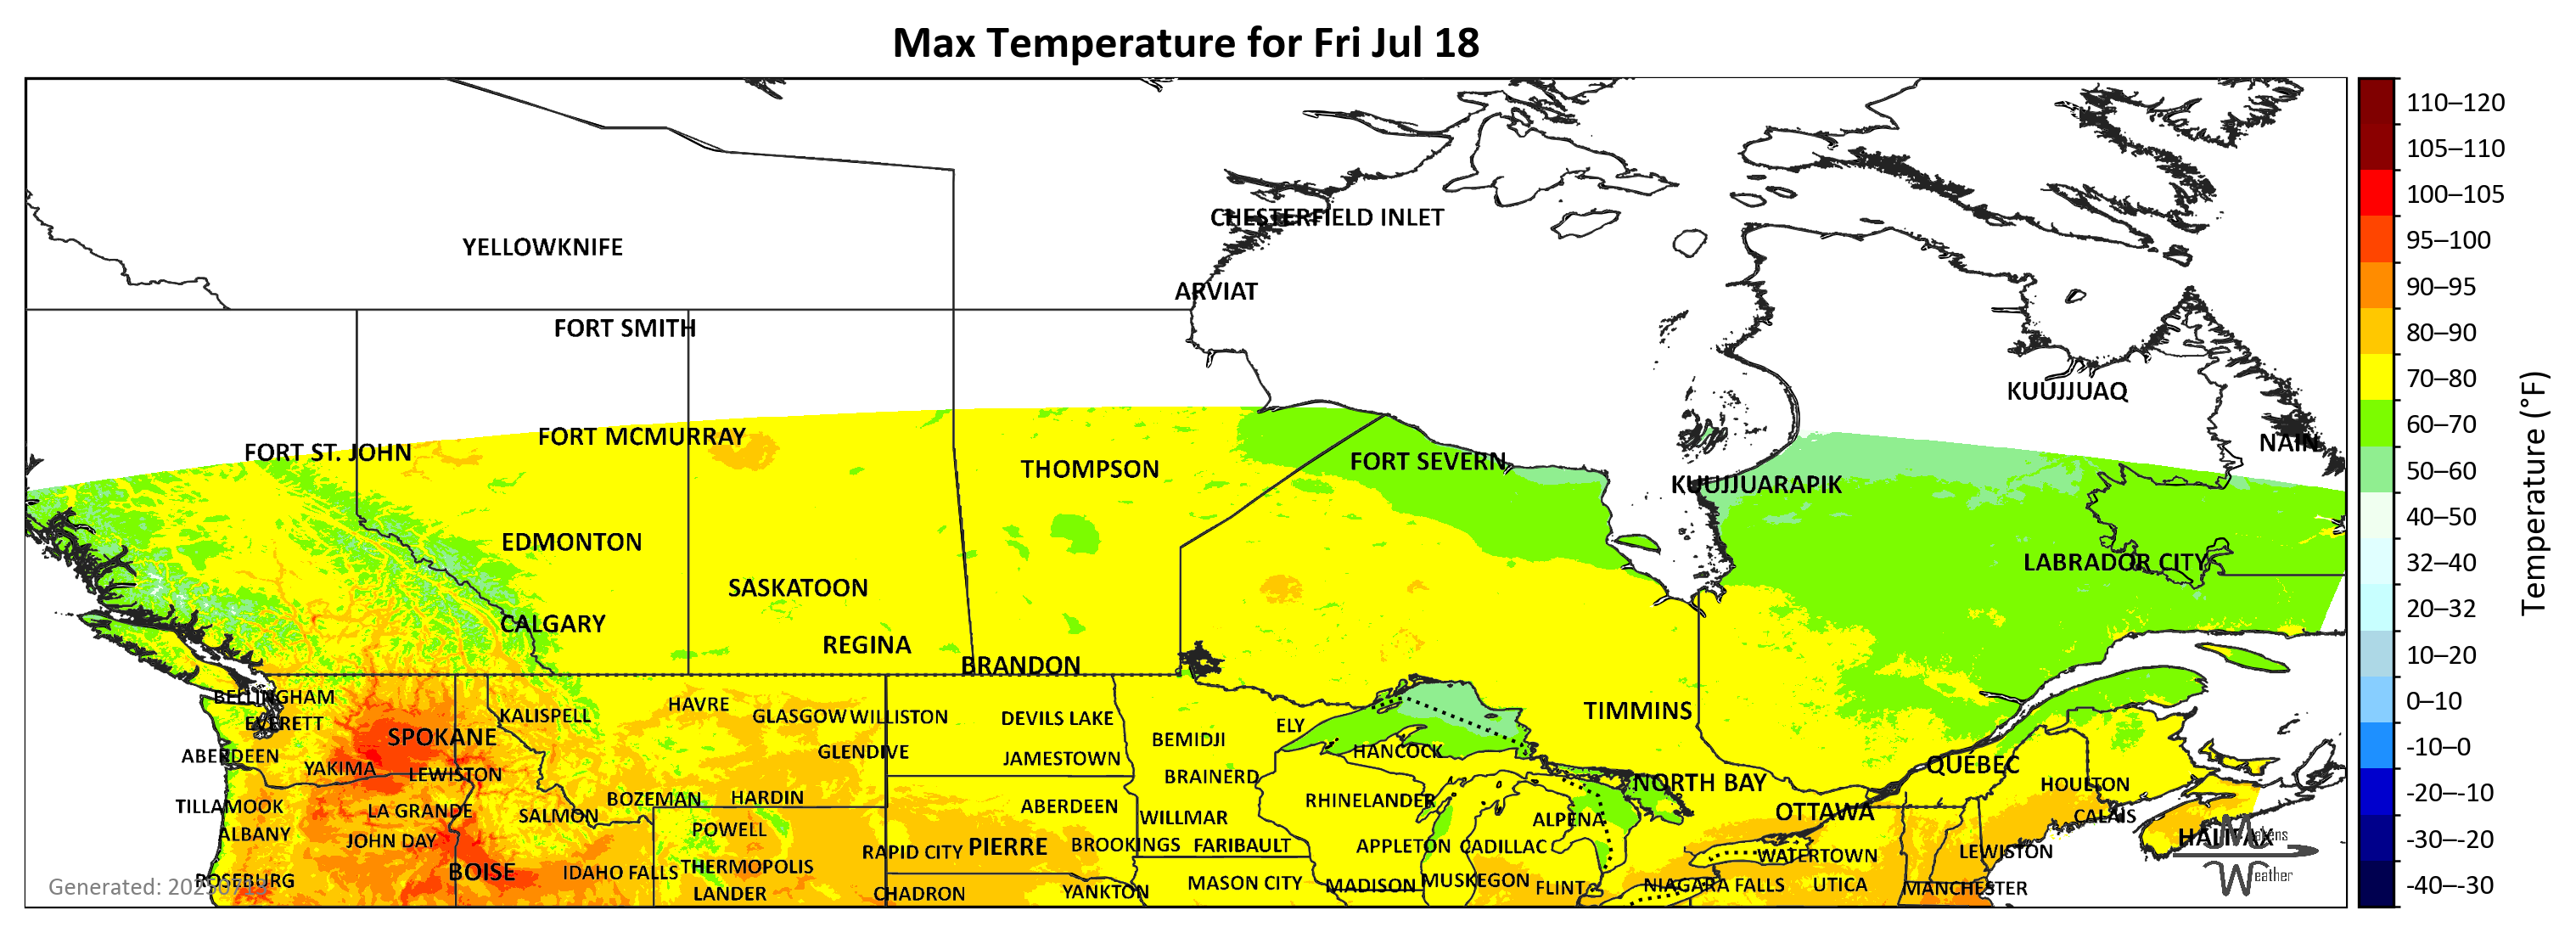 Max Temperature for Fri Jul 18
CHESTERFIELD INLET
YELLOWKNIFE
ARVIAT
FORT SMITH
KUUJJUAQ
FORT MCMURRAY
NAIN
FORT ST. JOHN
FORT SEVERN
THOMPSON
KUUJJUARAPIK
EDMONTON
LABRADOR CITY
SASKATOON
CALGARY
REGINA
BRANDON
BELLINGHAM
HAVRE
KALISPELL
GLASGOW
WILLISTON
DEVILS LAKE
TIMMINS
EVERETT
ELY
SPOKANE
BEMIDJI
GLENDIVE
HANCOCK
ABERDEEN
JAMESTOWN
QUÉBEC
YAKIMA
LEWISTON
BRAINERD
NORTH BAY
HOULTON
BOZEMAN
HARDIN
RHINELANDER
TILLAMOOK
ABERDEEN
LA GRANDE
SALMON
WILLMAR
ALPENA
OTTAWA
CALAIS
ALBANY
POWELL
HALIFAX
JOHN DAY
RAPID CITY
PIERRE
BROOKINGS
FARIBAULT
APPLETON
CADILLAC
WATERTOWN
LEWISTON
BOISE
IDAHO FALLS
THERMOPOLIS
ROSEBURG
MASON CITY
MADISON
MUSKEGON
FLINT
NIAGARA FALLS
UTICA
MANCHESTER
LANDER
CHADRON
YANKTON
Generated:
Makens
Weather
110–120
105–110
100–105
95–100
90–95
80–90
70–80
60–70
50–60
40–50
32–40
20–32
10–20
0–10
-10–0
-20–-10
-30–-20
-40–-30
Temperature (°F)